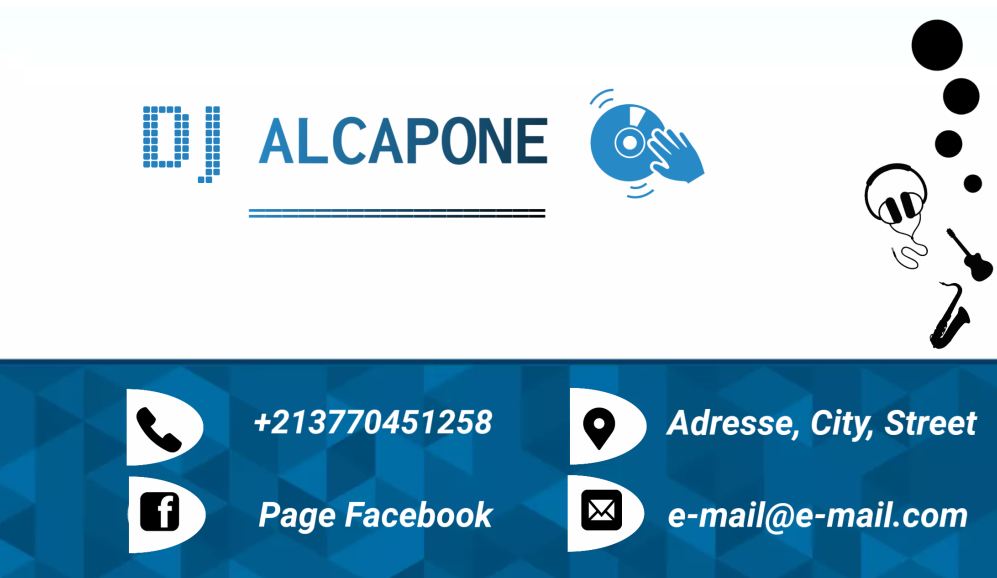 DJ ALCAPONE
+213770451258
Adresse, City, Street
Page Facebook
e-mail@e-mail.com